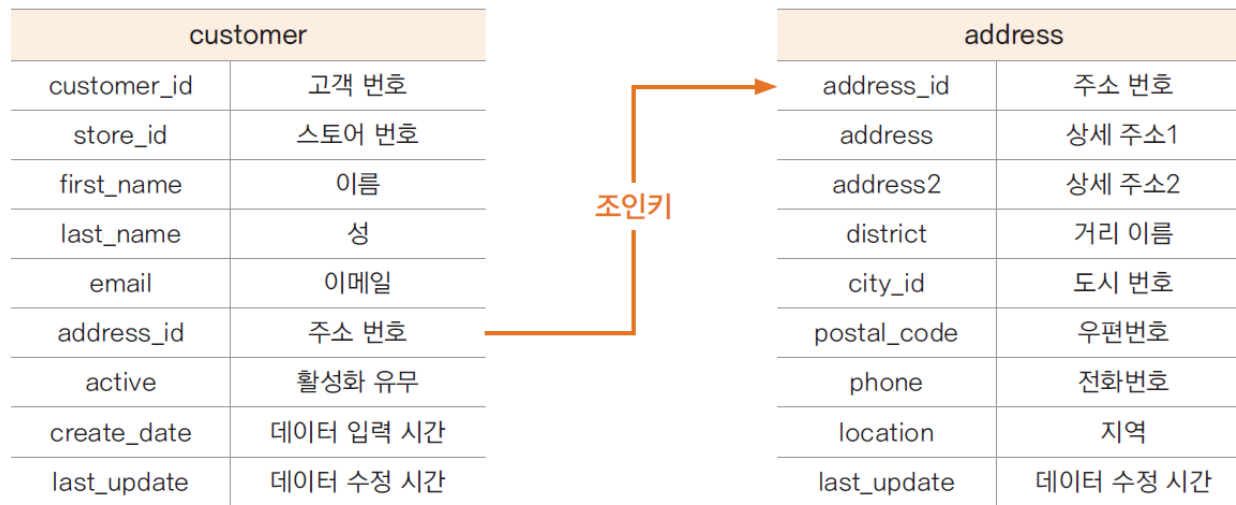 customer
customer_id 고객 번호
store_id 스토어 번호
first_name 이름
last_name 성
email 이메일
address_id 주소 번호
active 활성화 유무
create_date 데이터 입력 시간
last_update 데이터 수정 시간
조인키
address
address_id 주소 번호
address 상세 주소1
address2 상세 주소2
district 거리 이름
city_id 도시 번호
postal_code 우편번호
phone 전화번호
location 지역
last_update 데이터 수정 시간